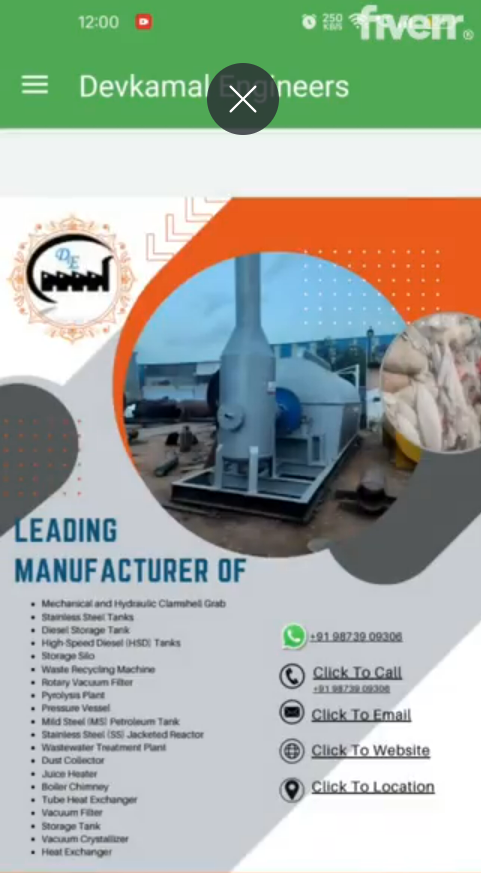 12:00
250
KB/S
fiverr®
Devkamal Engineers
DE
LEADING
MANUFACTURER OF
• Mechanical and Hydraulic Clamshell Grab
• Stainless Steel Tanks
• Diesel Storage Tank
• High-Speed Diesel (HSD) Tanks
• Storage Silo
• Waste Recycling Machine
• Rotary Vacuum Filter
• Pyrolysis Plant
• Pressure Vessel
• Mild Steel (MS) Petroleum Tank
• Stainless Steel (SS) Jacketed Reactor
• Wastewater Treatment Plant
• Dust Collector
• Juice Heater
• Boiler Chimney
• Tube Heat Exchanger
• Vacuum Filter
• Storage Tank
• Vacuum Crystallizer
• Heat Exchanger
+91 98739 09306
Click To Call
+91 98739 09306
Click To Email
Click To Website
Click To Location